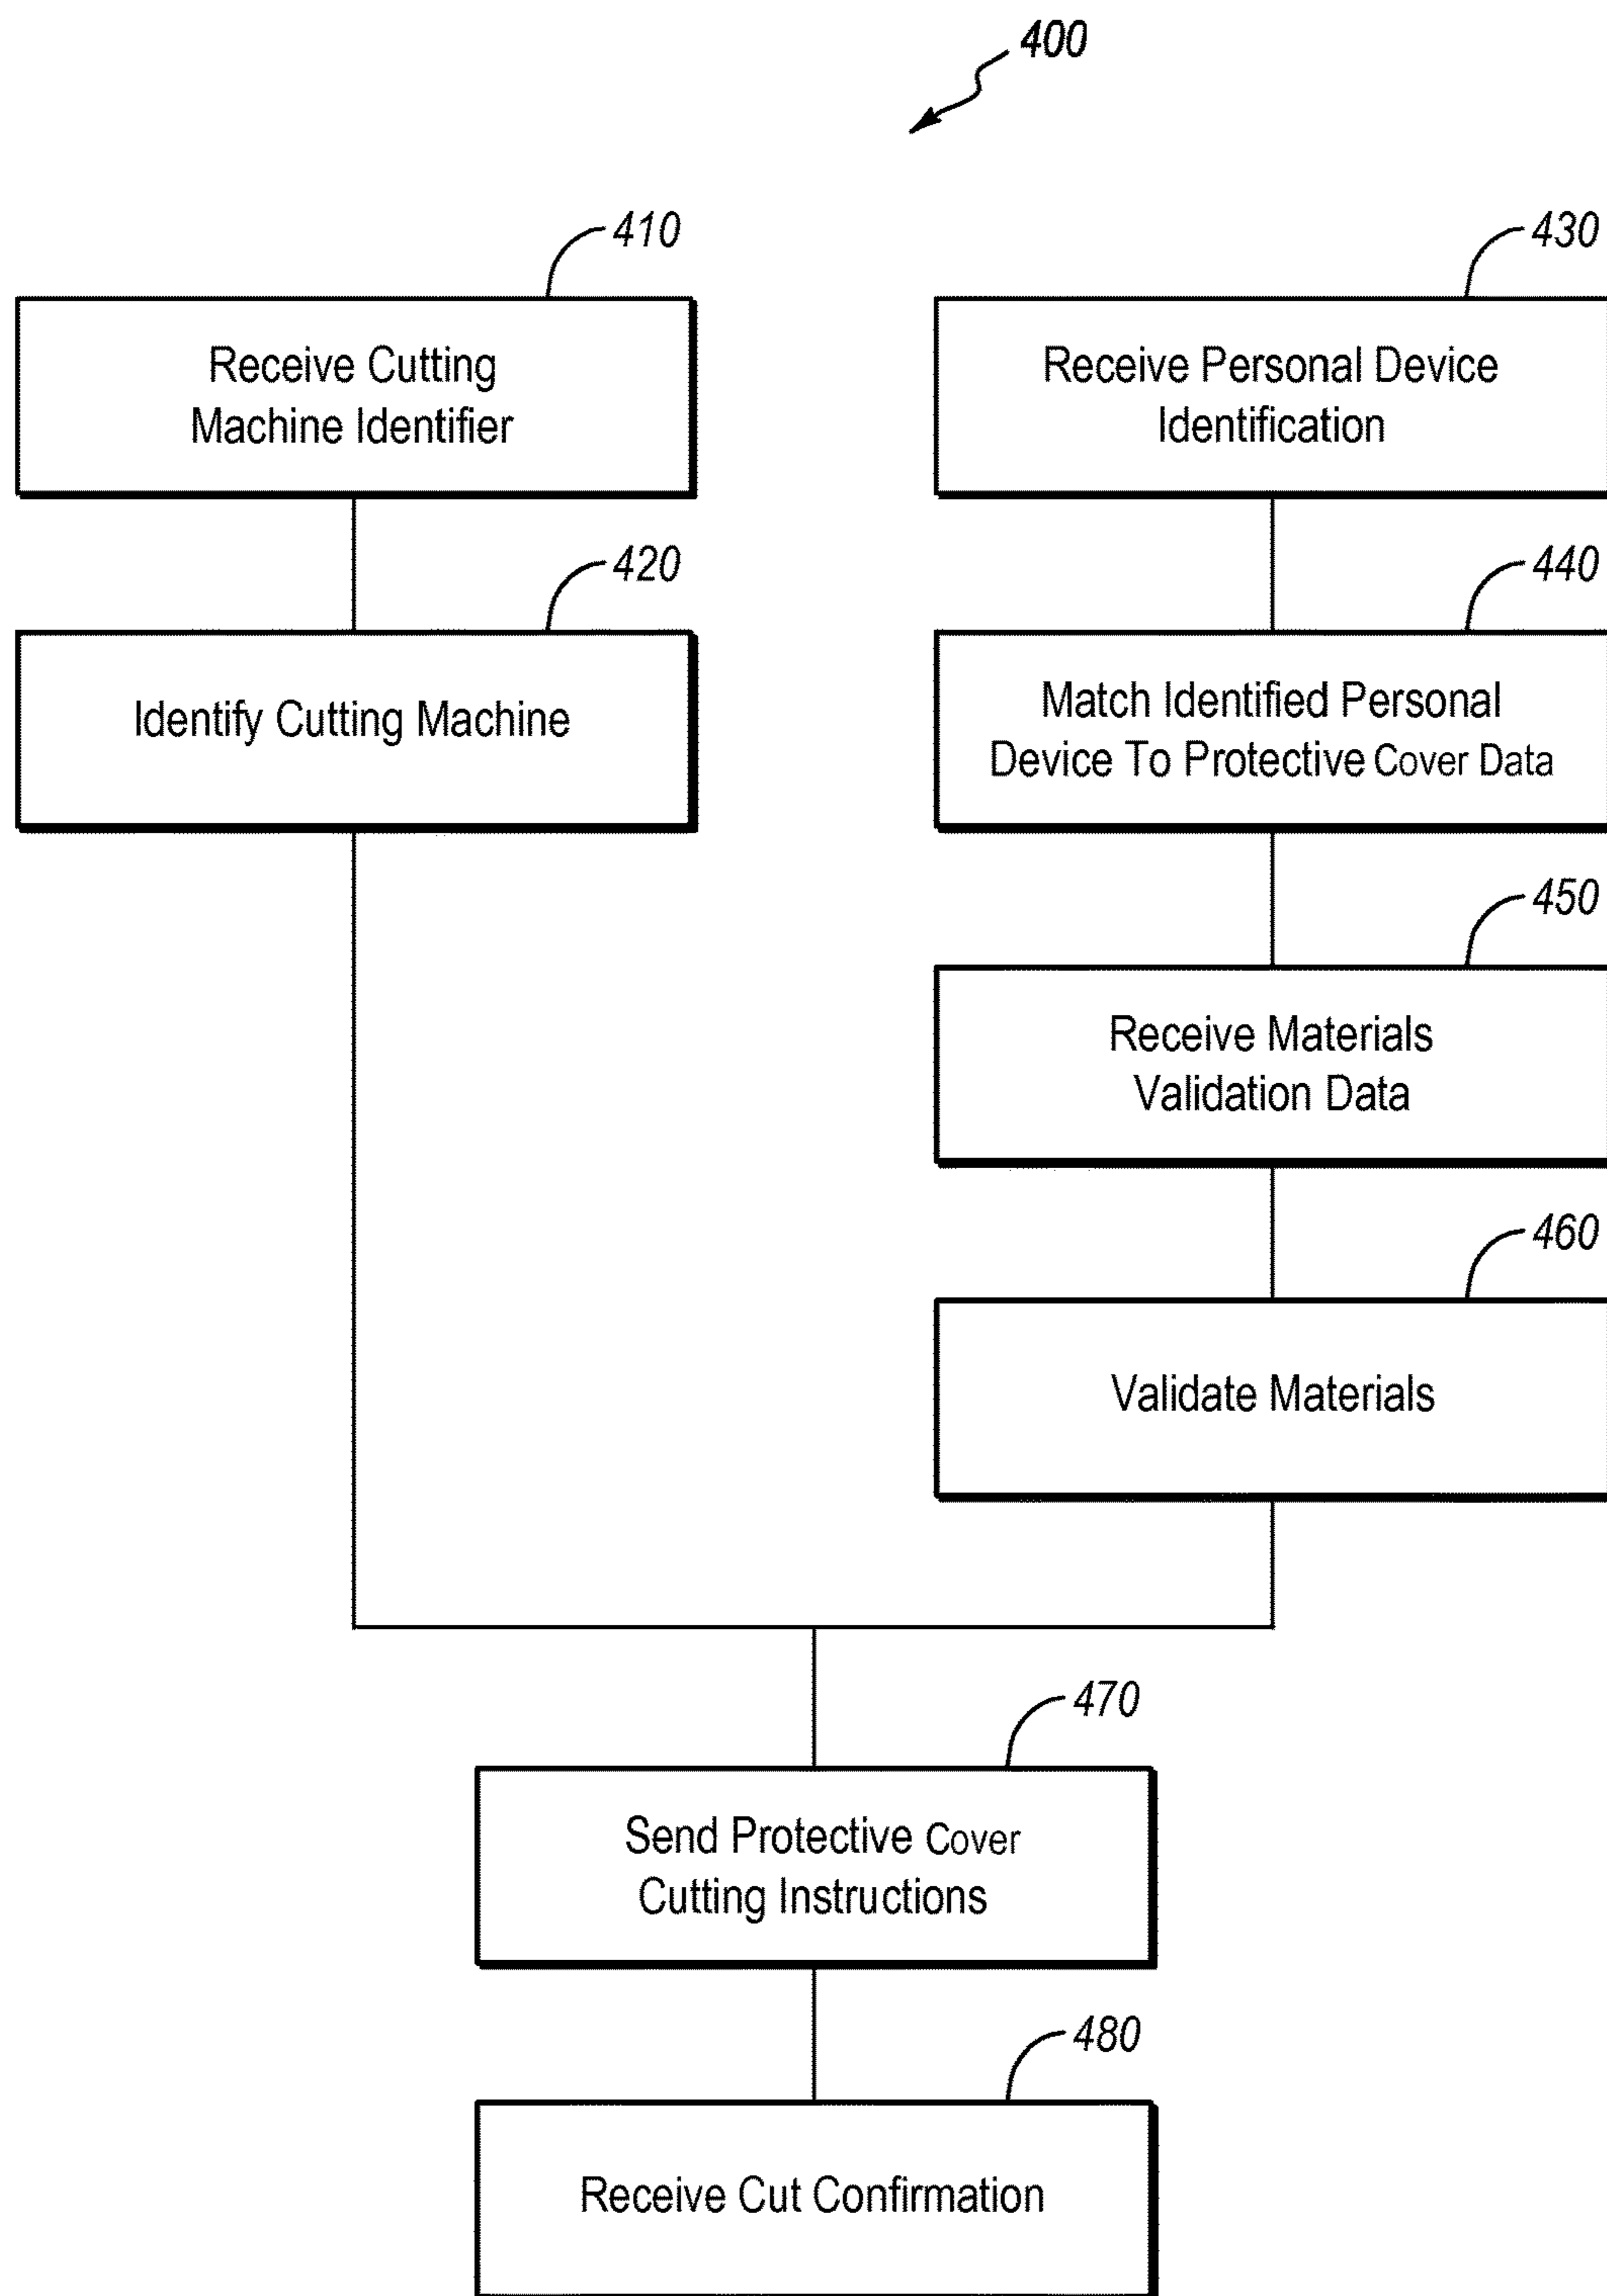 400
410
Receive Cutting
Machine Identifier
420
Identify Cutting Machine
430
Receive Personal Device
Identification
440
Match Identified Personal
Device To Protective Cover Data
450
Receive Materials
Validation Data
460
Validate Materials
470
Send Protective Cover
Cutting Instructions
480
Receive Cut Confirmation